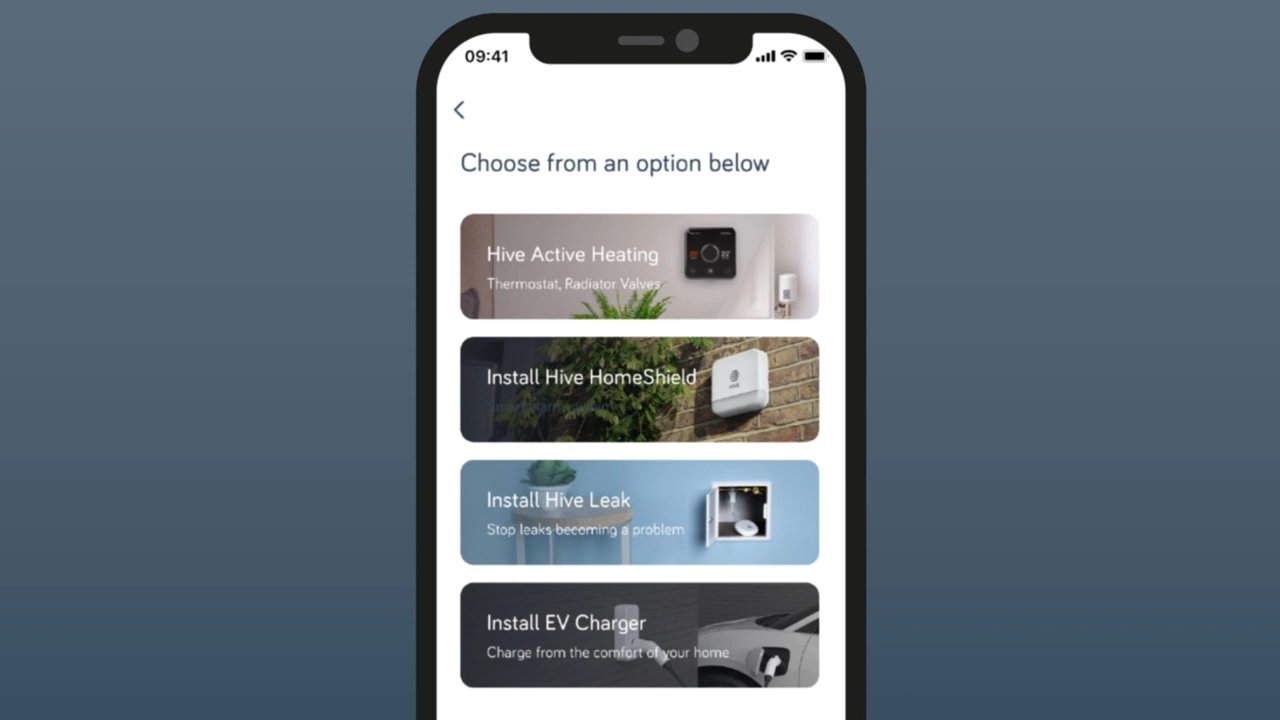 09:41
Choose from an option below
Hive Active Heating
Thermostat, Radiator Valves
Install Hive HomeShield
Install Hive Leak
Stop leaks becoming a problem
Install EV Charger
Charge from the comfort of your home